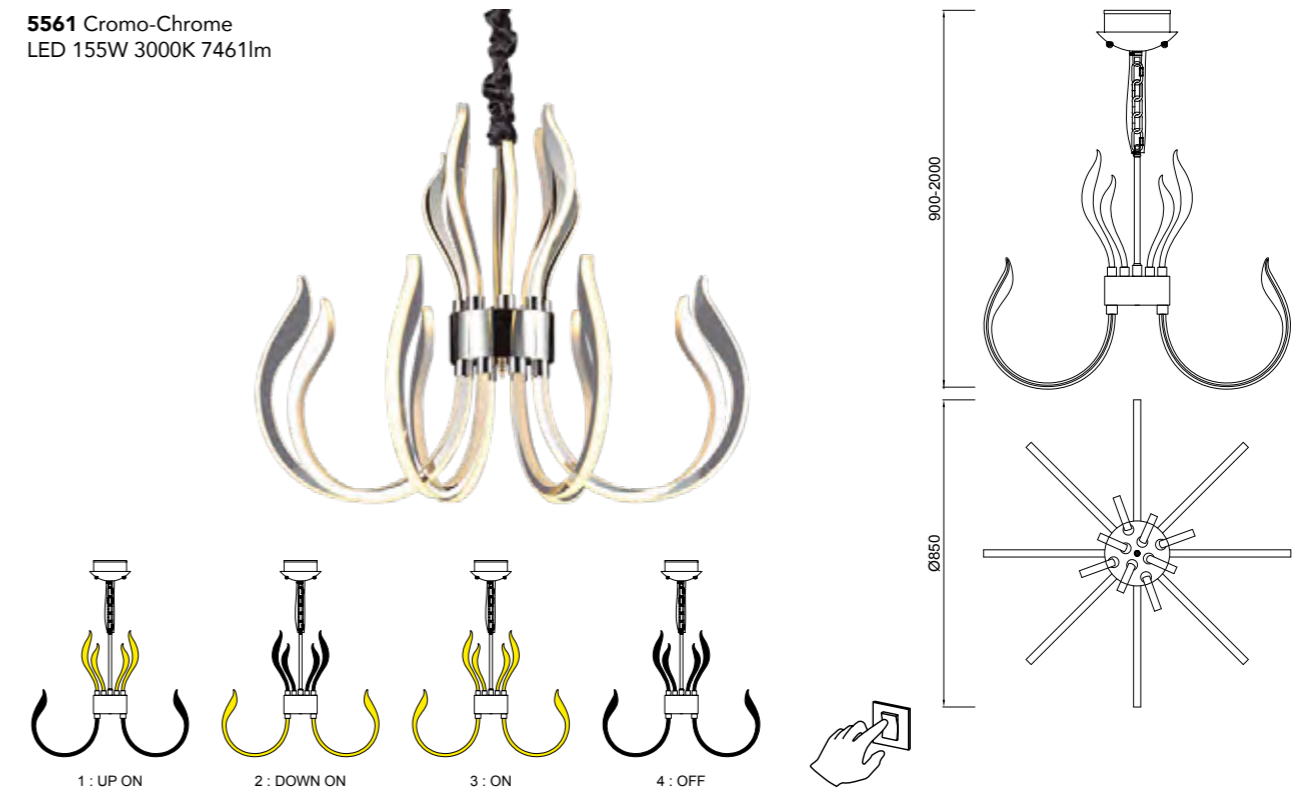 5561 Cromo-Chrome
LED 155W 3000K 7461lm
900-2000
Ø850
1 : UP ON
2 : DOWN ON
3 : ON
4 : OFF